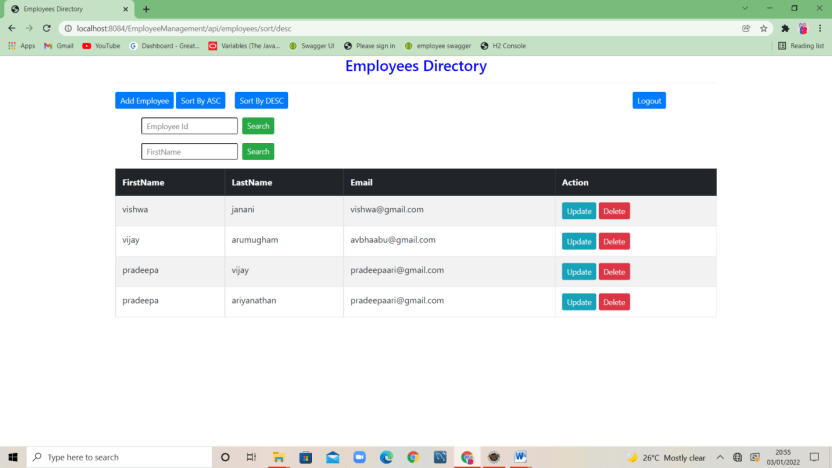 Employees Directory
localhost:8084/EmployeeManagement/api/employees/sort/desc
Apps Gmail YouTube Dashboard - Great... Variables (The Java... Swagger UI Please sign in employee swagger H2 Console Reading list
Employees Directory
Add Employee Sort By ASC Sort By DESC Logout
Employee Id Search
FirstName Search
FirstName LastName Email Action
vishwa janani vishwa@gmail.com Update Delete
vijay arumugham avbhaabu@gmail.com Update Delete
pradeepa vijay pradeepaari@gmail.com Update Delete
pradeepa ariyanathan pradeepaari@gmail.com Update Delete
Type here to search 26°C Mostly clear 20:55
03/01/2022